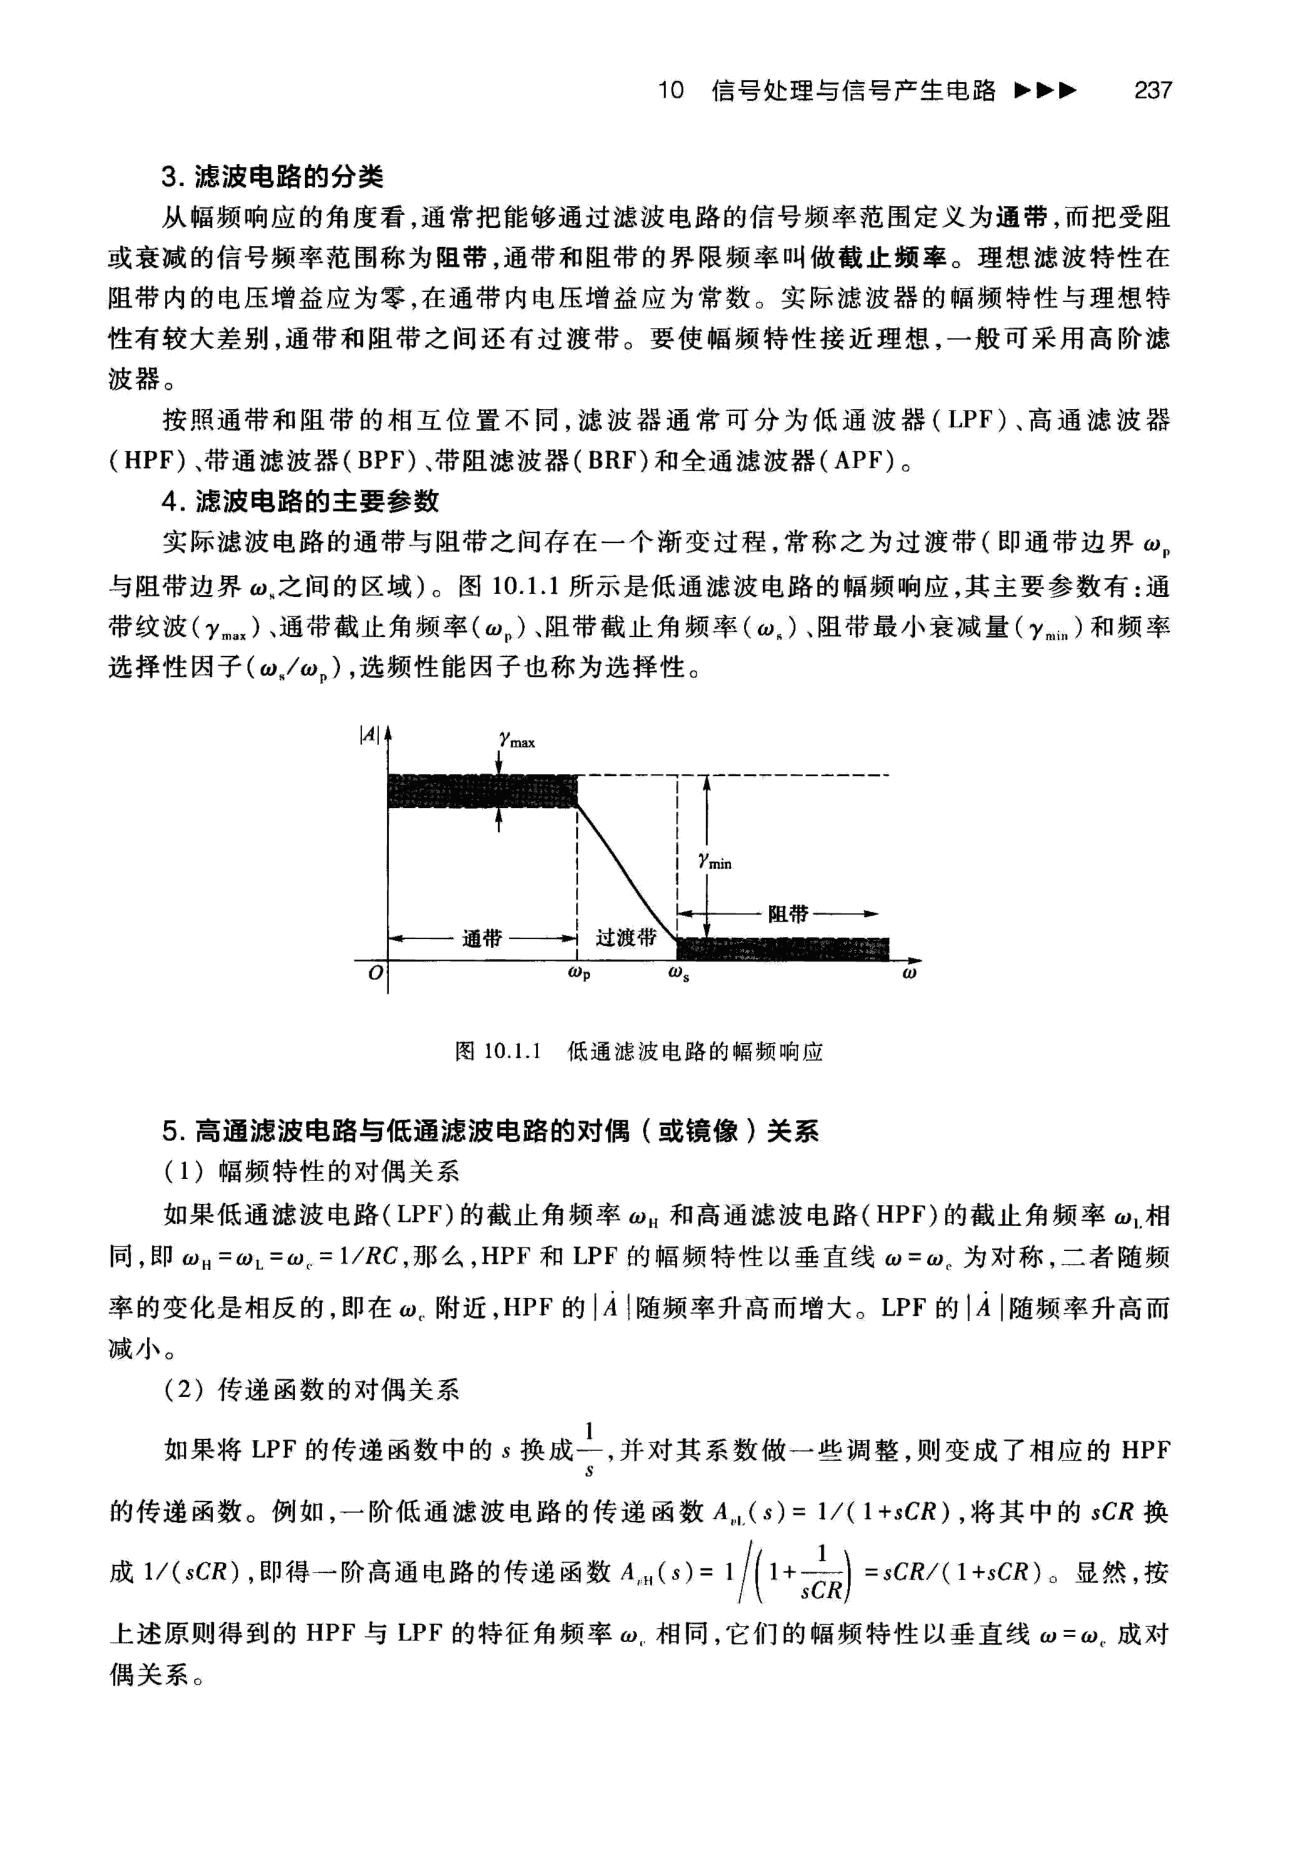 10 信号处理与信号产生电路 ▶▶▶ 237
3. 滤波电路的分类
从幅频响应的角度看,通常把能够通过滤波电路的信号频率范围定义为通带,而把受阻
或衰减的信号频率范围称为阻带,通带和阻带的界限频率叫做截止频率。理想滤波特性在
阻带内的电压增益应为零,在通带内电压增益应为常数。实际滤波器的幅频特性与理想特
性有较大差别,通带和阻带之间还有过渡带。要使幅频特性接近理想,一般可采用高阶滤
波器。
按照通带和阻带的相互位置不同,滤波器通常可分为低通波器(LPF)、高通滤波器
(HPF)、带通滤波器(BPF)、带阻滤波器(BRF)和全通滤波器(APF)。
4. 滤波电路的主要参数
实际滤波电路的通带与阻带之间存在一个渐变过程,常称之为过渡带(即通带边界 ωp
与阻带边界 ωs之间的区域)。图 10.1.1 所示是低通滤波电路的幅频响应,其主要参数有:通
带纹波(γmax)、通带截止角频率(ωp)、阻带截止角频率(ωs)、阻带最小衰减量(γmin)和频率
选择性因子(ωs/ωp),选频性能因子也称为选择性。
|A|
γmax
γmin
阻带
通带
过渡带
O
ωp
ωs
ω
图 10.1.1 低通滤波电路的幅频响应
5. 高通滤波电路与低通滤波电路的对偶(或镜像)关系
(1) 幅频特性的对偶关系
如果低通滤波电路(LPF)的截止角频率 ωH 和高通滤波电路(HPF)的截止角频率 ωL相
同,即 ωH=ωL=ωc=1/RC,那么,HPF 和 LPF 的幅频特性以垂直线 ω=ωc 为对称,二者随频
率的变化是相反的,即在 ωc 附近,HPF 的|Ȧ|随频率升高而增大。LPF 的|Ȧ|随频率升高而
减小。
(2) 传递函数的对偶关系
如果将 LPF 的传递函数中的 s 换成1/s,并对其系数做一些调整,则变成了相应的 HPF
的传递函数。例如,一阶低通滤波电路的传递函数 AvL(s)= 1/(1+sCR),将其中的 sCR 换
成 1/(sCR),即得一阶高通电路的传递函数 AvH(s)= 1/(1+1/sCR)=sCR/(1+sCR)。显然,按
上述原则得到的 HPF 与 LPF 的特征角频率 ωc 相同,它们的幅频特性以垂直线 ω=ωc 成对
偶关系。